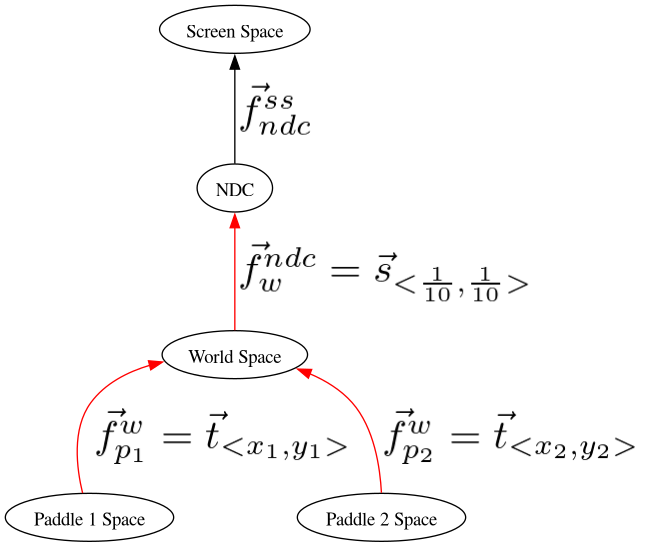 Screen Space
$\vec{f}_{ndc}^{ss}$
NDC
$\vec{f}_{w}^{ndc} = \vec{s}_{<\frac{1}{10},\frac{1}{10}>}$
World Space
$\vec{f}_{p_1}^{w} = \vec{t}_{<x_1,y_1>}$ $\vec{f}_{p_2}^{w} = \vec{t}_{<x_2,y_2>}$
Paddle 1 Space Paddle 2 Space